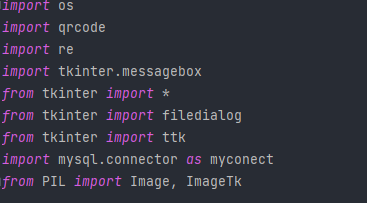 import os
import qrcode
import re
import tkinter.messagebox
from tkinter import *
from tkinter import filedialog
from tkinter import ttk
import mysql.connector as myconect
from PIL import Image, ImageTk